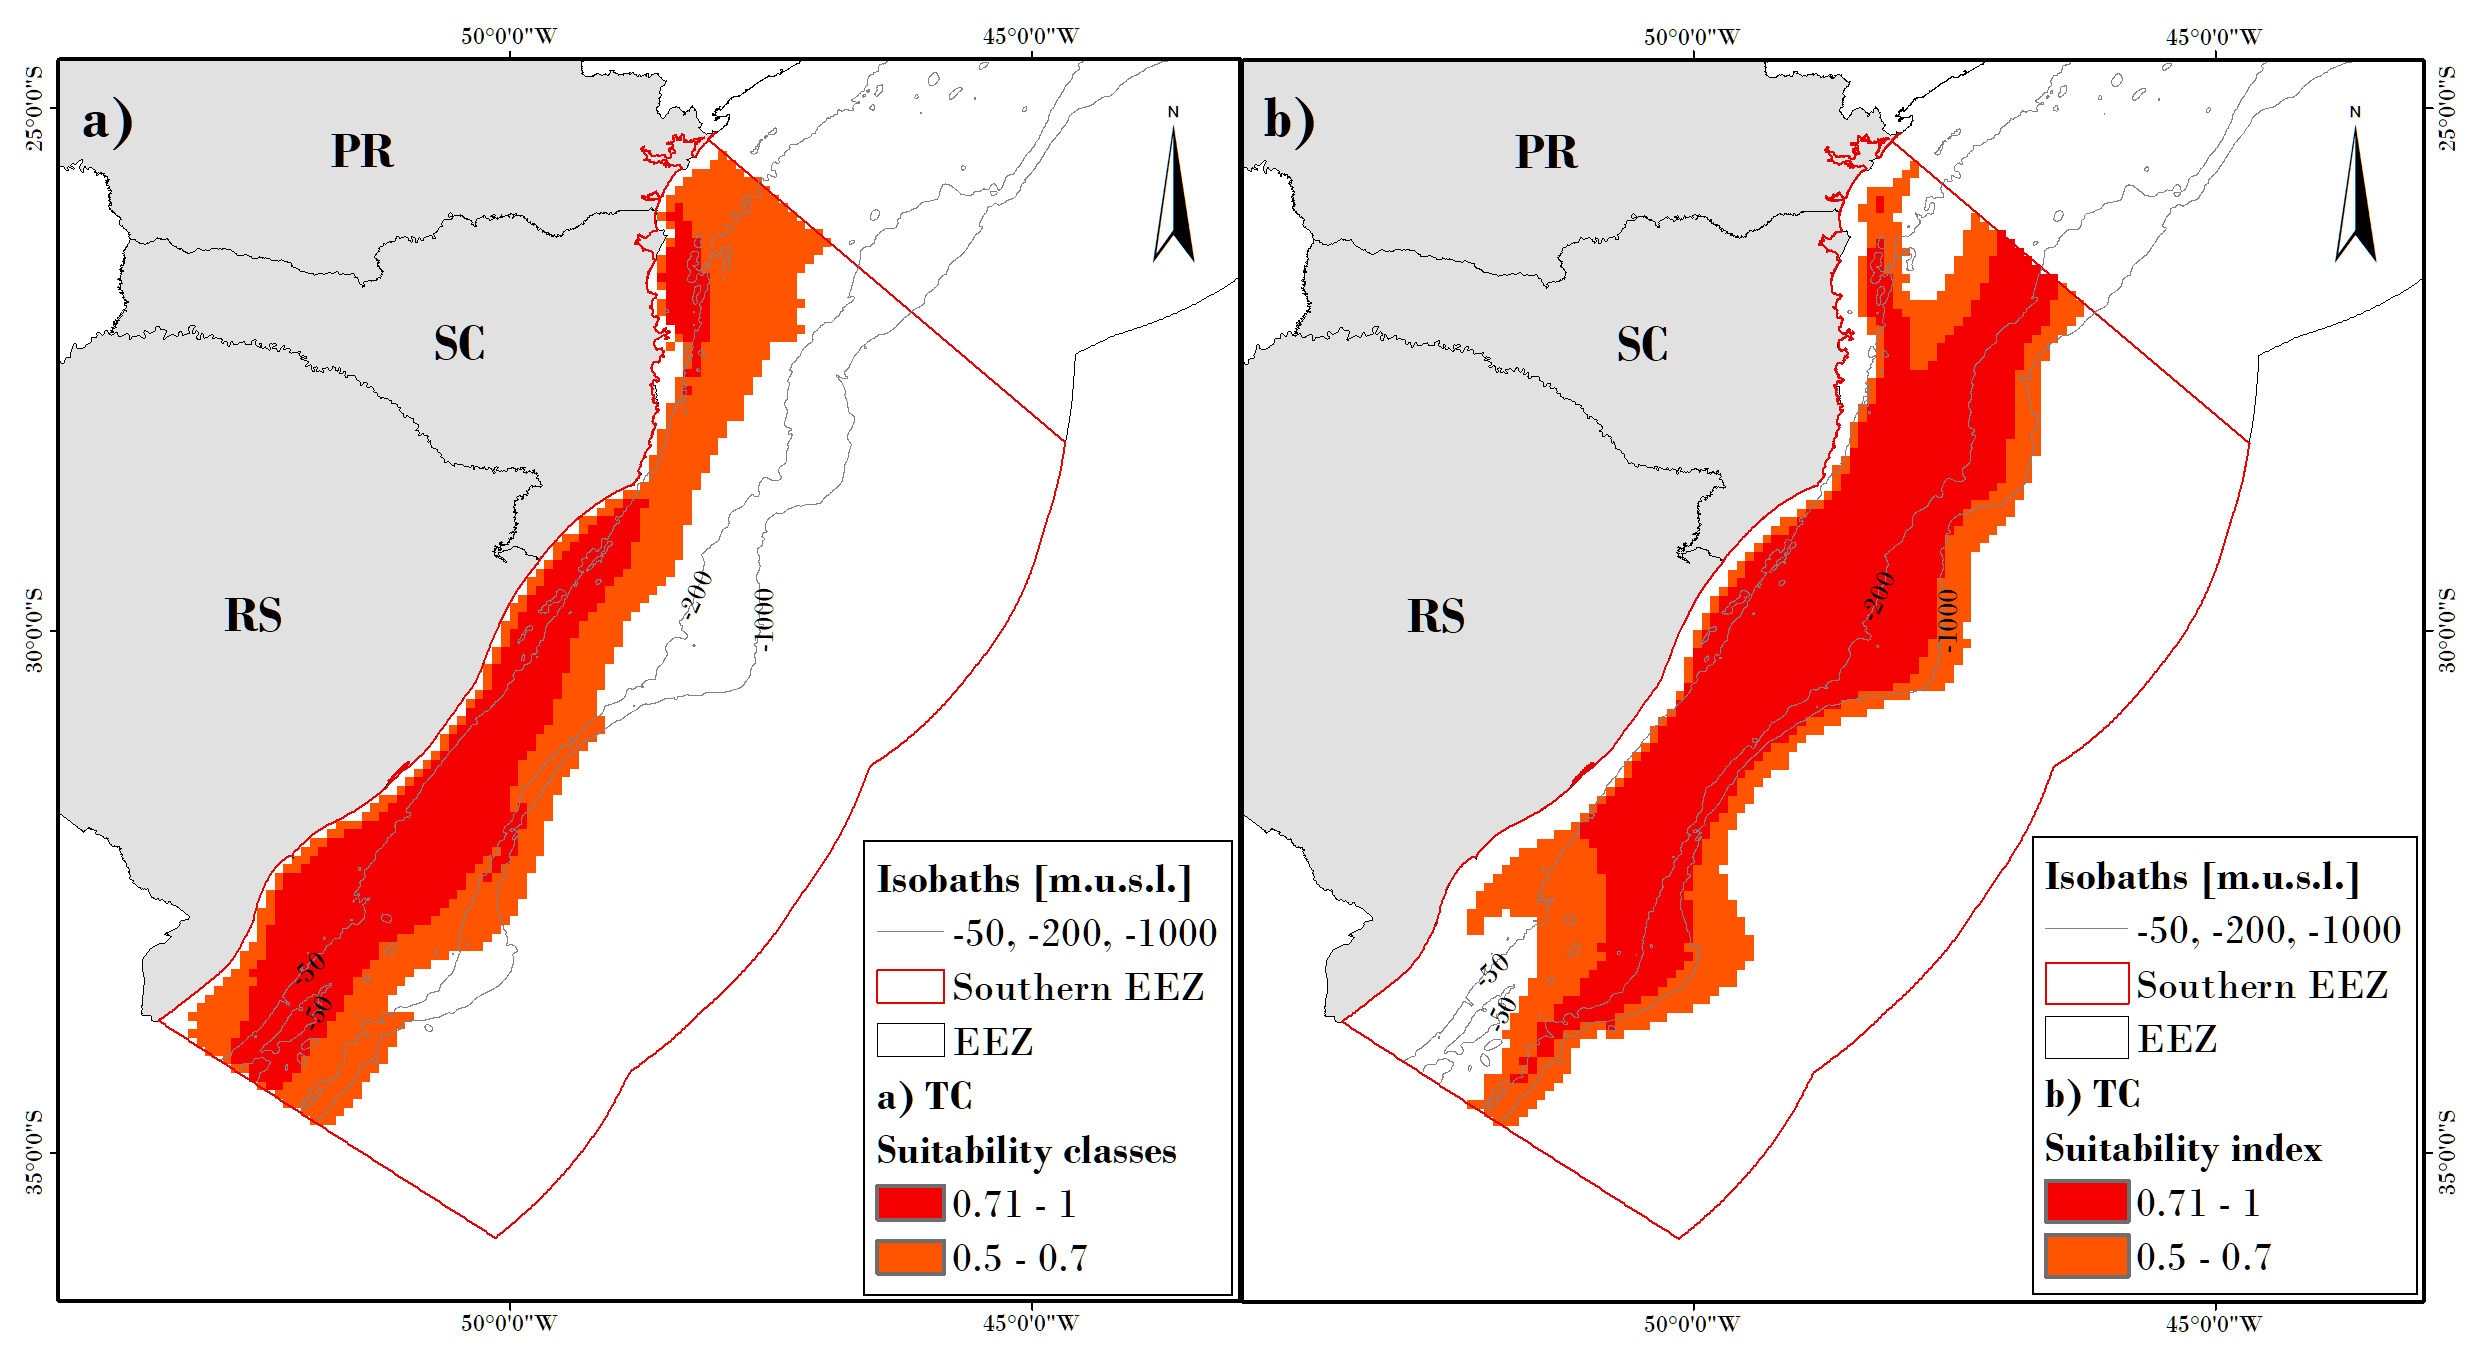 50°0'0"W 45°0'0"W 50°0'0"W 45°0'0"W
25°0'0"S
30°0'0"S
35°0'0"S
a)
N
PR
SC
RS
-200
-1000
-50
-50
Isobaths [m.u.s.l.]
-50, -200, -1000
Southern EEZ
EEZ
a) TC
Suitability classes
0.71 - 1
0.5 - 0.7
b)
N
PR
SC
RS
-200
-1000
-50
-50
Isobaths [m.u.s.l.]
-50, -200, -1000
Southern EEZ
EEZ
b) TC
Suitability index
0.71 - 1
0.5 - 0.7
25°0'0"S
30°0'0"S
35°0'0"S
50°0'0"W 45°0'0"W 50°0'0"W 45°0'0"W